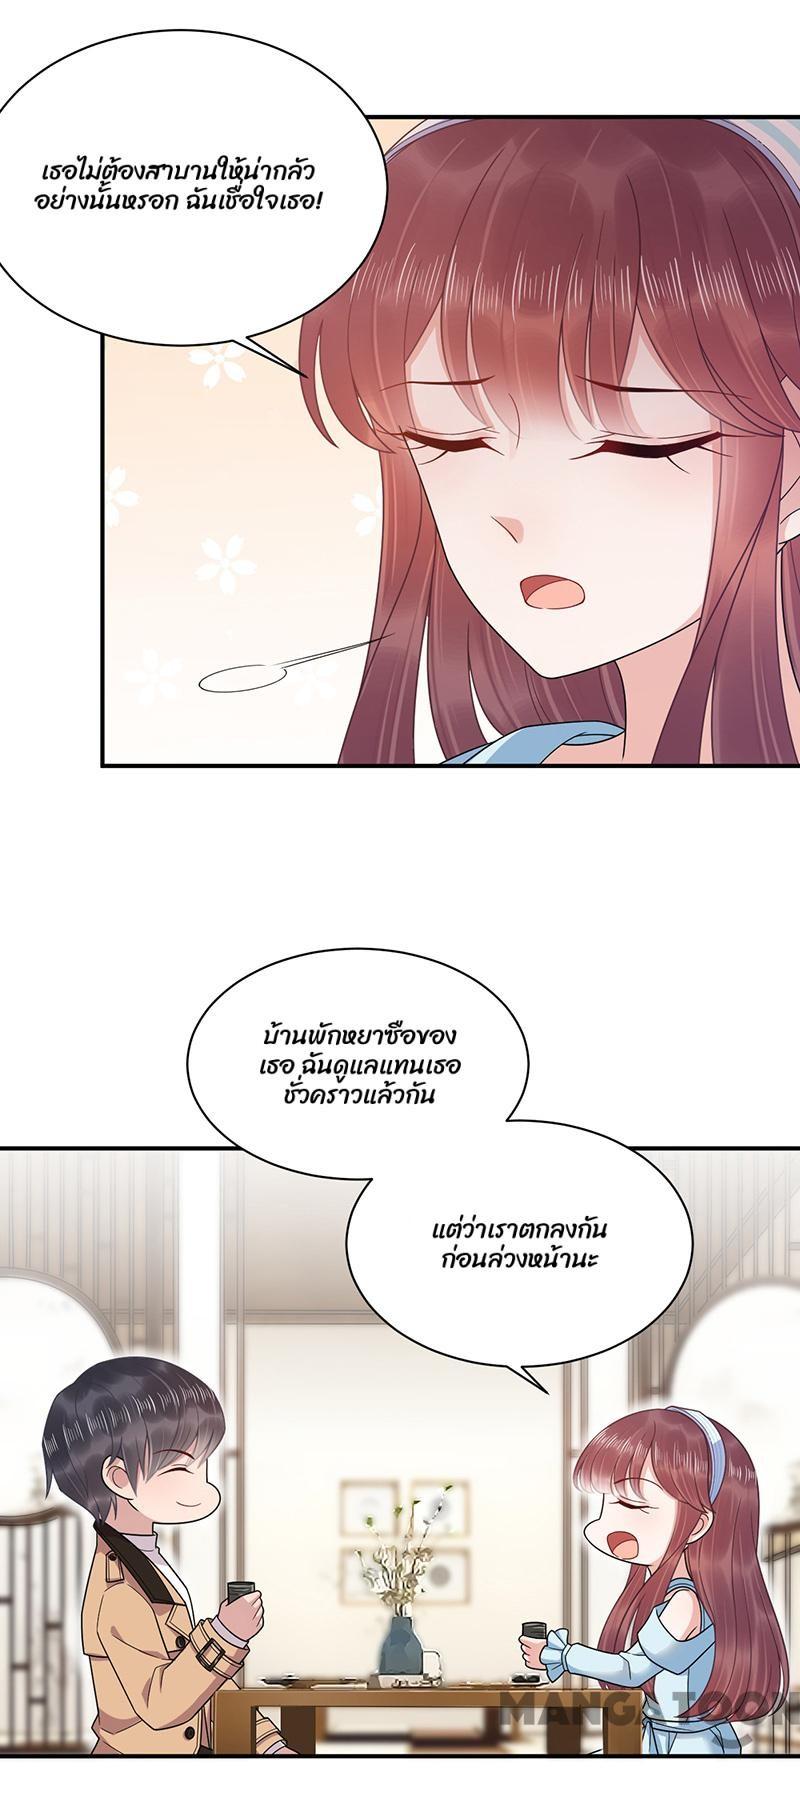 เธอไม่ต้องสาบานให้น่ากลัว
อย่างนั้นหรอก ฉันเชื่อใจเธอ!
บ้านพักหยาซือของ
เธอ ฉันดูแลแทนเธอ
ชั่วคราวแล้วกัน
แต่ว่าเราตกลงกัน
ก่อนล่วงหน้านะ
MANGATOON